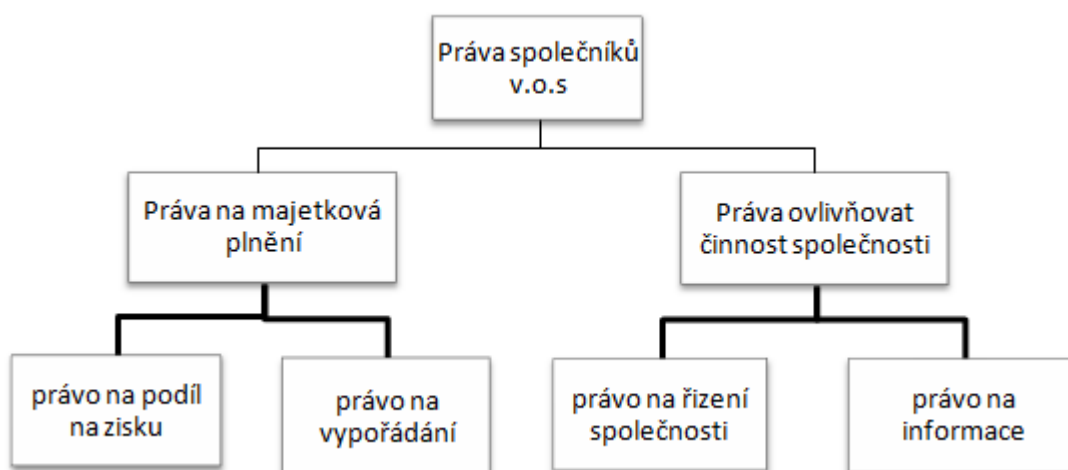 Práva společníků
v.o.s
Práva na majetková
plnění
Práva ovlivňovat
činnost společnosti
právo na podíl
na zisku
právo na
vypořádání
právo na řizení
společnosti
právo na
informace